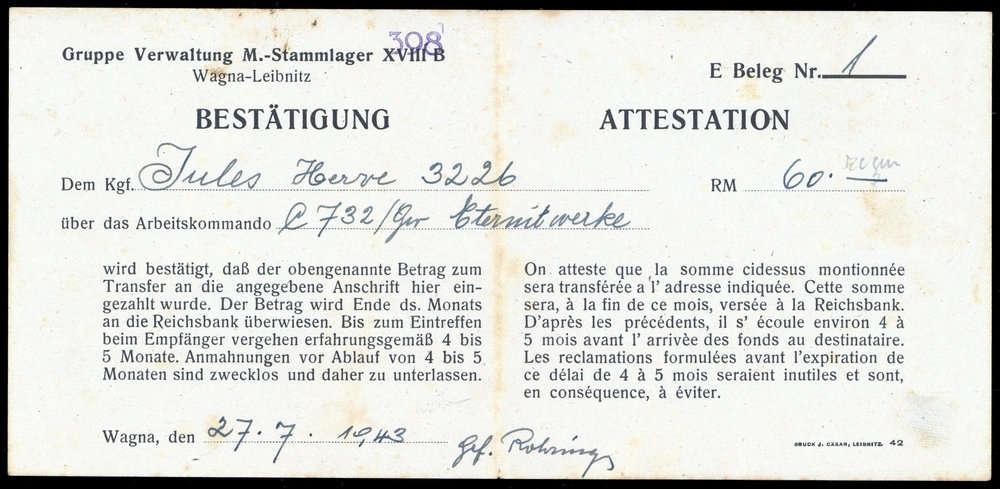 308
Gruppe Verwaltung M.-Stammlager XVIII B
Wagna-Leibnitz
E Beleg Nr. 1
BESTÄTIGUNG
ATTESTATION
Dem Kgf. Jules Herve 3226
RM 60.
über das Arbeitskommando C 732/Gw Eternitwerke
wird bestätigt, daß der obengenannte Betrag zum
Transfer an die angegebene Anschrift hier ein-
gezahlt wurde. Der Betrag wird Ende ds. Monats
an die Reichsbank überwiesen. Bis zum Eintreffen
beim Empfänger vergehen erfahrungsgemäß 4 bis
5 Monate. Anmahnungen vor Ablauf von 4 bis 5
Monaten sind zwecklos und daher zu unterlassen.
On atteste que la somme cidessus montionnée
sera transférée a l' adresse indiquée. Cette somme
sera, à la fin de ce mois, versée à la Reichsbank.
D'après les précédents, il s' écoule environ 4 à
5 mois avant l' arrivée des fonds au destinataire.
Les reclamations formulées avant l'expiration de
ce délai de 4 à 5 mois seraient inutiles et sont,
en conséquence, à éviter.
Wagna, den 27. 7. 1943
Gef.
DRUCK J. CÄSAR, LEIBNITZ. 42